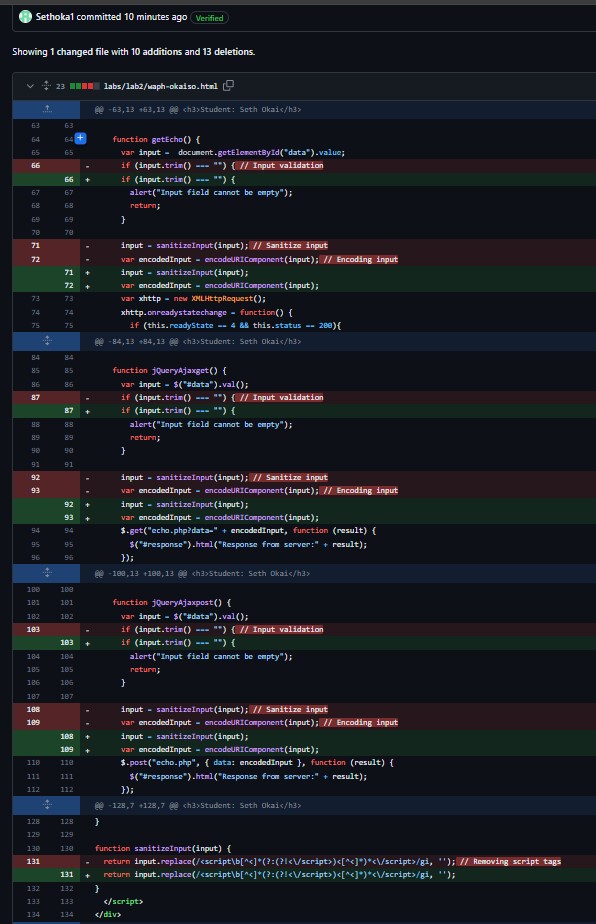 Sethoka1 committed 10 minutes ago Verified
Showing 1 changed file with 10 additions and 13 deletions.
23 labs/lab2/waph-okaiso.html
@@ -63,13 +63,13 @@ <h3>Student: Seth Okai</h3>
63 63
64 64 + function getEcho() {
65 65 var input = document.getElementById("data").value;
66 - if (input.trim() === "") { // Input validation
66 + if (input.trim() === "") {
67 67 alert("Input field cannot be empty");
68 68 return;
69 69 }
70 70
71 - input = sanitizeInput(input); // Sanitize input
72 - var encodedInput = encodeURIComponent(input); // Encoding input
71 + input = sanitizeInput(input);
72 + var encodedInput = encodeURIComponent(input);
73 73 var xhttp = new XMLHttpRequest();
74 74 xhttp.onreadystatechange = function() {
75 75 if (this.readyState == 4 && this.status == 200){
@@ -84,13 +84,13 @@ <h3>Student: Seth Okai</h3>
84 84
85 85 function jQueryAjaxget() {
86 86 var input = $("#data").val();
87 - if (input.trim() === "") { // Input validation
87 + if (input.trim() === "") {
88 88 alert("Input field cannot be empty");
89 89 return;
90 90 }
91 91
92 - input = sanitizeInput(input); // Sanitize input
93 - var encodedInput = encodeURIComponent(input); // Encoding input
92 + input = sanitizeInput(input);
93 + var encodedInput = encodeURIComponent(input);
94 94 $.get("echo.php?data=" + encodedInput, function (result) {
95 95 $("#response").html("Response from server:" + result);
96 96 });
@@ -100,13 +100,13 @@ <h3>Student: Seth Okai</h3>
100 100
101 101 function jQueryAjaxpost() {
102 102 var input = $("#data").val();
103 - if (input.trim() === "") { // Input validation
103 + if (input.trim() === "") {
104 104 alert("Input field cannot be empty");
105 105 return;
106 106 }
107 107
108 - input = sanitizeInput(input); // Sanitize input
109 - var encodedInput = encodeURIComponent(input); // Encoding input
108 + input = sanitizeInput(input);
109 + var encodedInput = encodeURIComponent(input);
110 110 $.post("echo.php", { data: encodedInput }, function (result) {
111 111 $("#response").html("Response from server:" + result);
112 112 });
@@ -128,7 +128,7 @@ <h3>Student: Seth Okai</h3>
128 128 }
129 129
130 130 function sanitizeInput(input) {
131 - return input.replace(/<script\b[^<]*(?:(?!<\/script>)<[^<]*)*<\/script>/gi, ''); // Removing script tags
131 + return input.replace(/<script\b[^<]*(?:(?!<\/script>)<[^<]*)*<\/script>/gi, '');
132 132 }
133 133 </script>
134 134 </div>